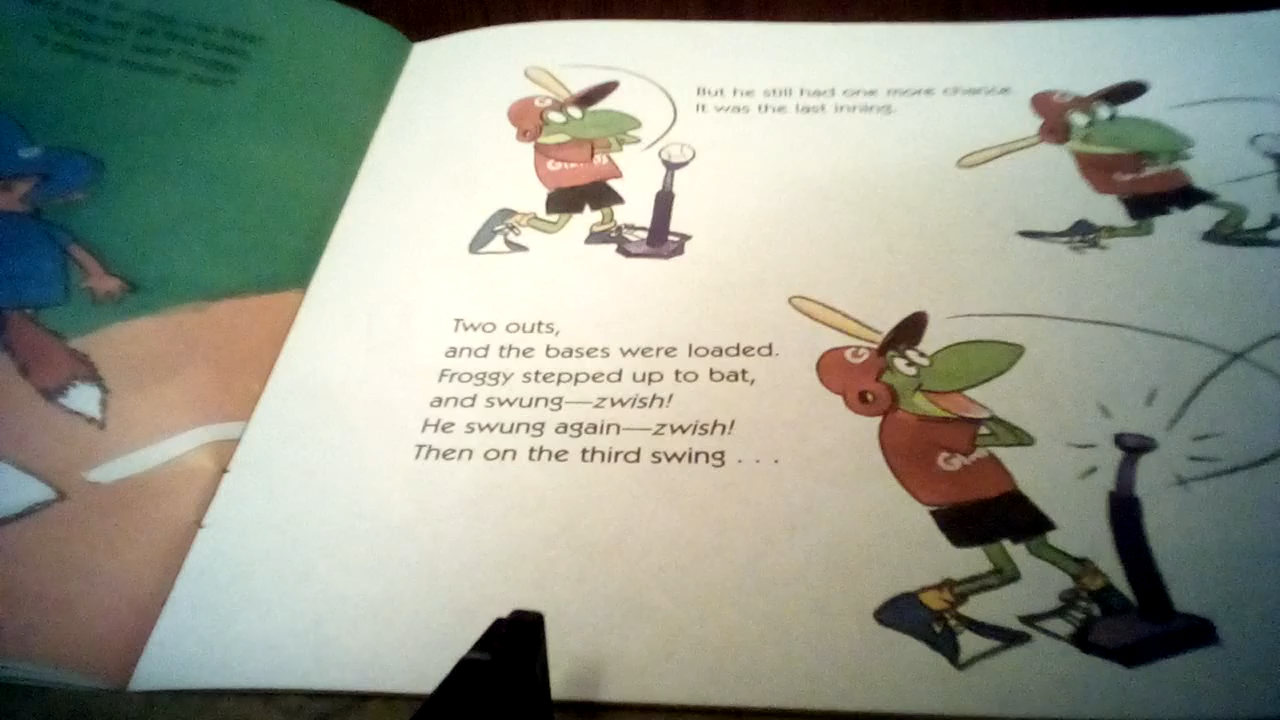 But he still had one more chance.
It was the last inning.
Two outs,
and the bases were loaded.
Froggy stepped up to bat,
and swung—zwish!
He swung again—zwish!
Then on the third swing . . .